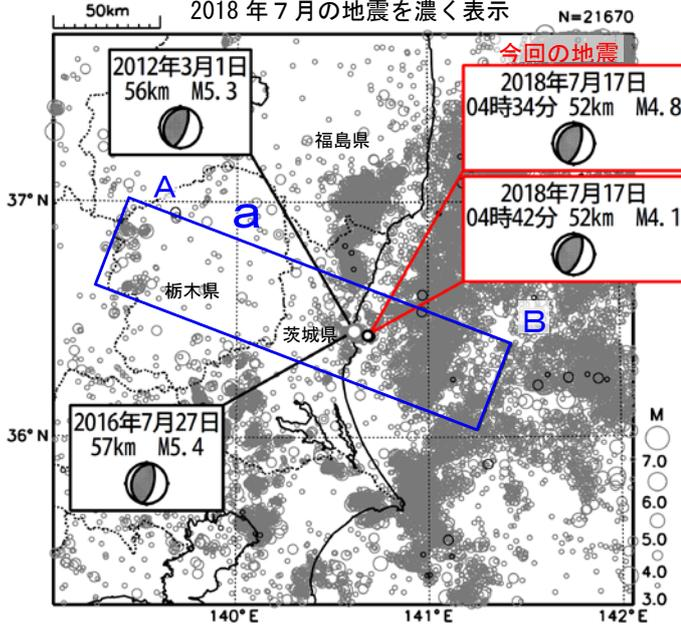 50km
2018年7月の地震を濃く表示
N=21670
今回の地震
2012年3月1日
56km M5.3
2018年7月17日
04時34分 52km M4.8
福島県
2018年7月17日
04時42分 52km M4.1
37°N
A
a
栃木県
茨城県
B
2016年7月27日
57km M5.4
36°N
M
7.0
6.0
5.0
4.0
3.0
140°E
141°E
142°E